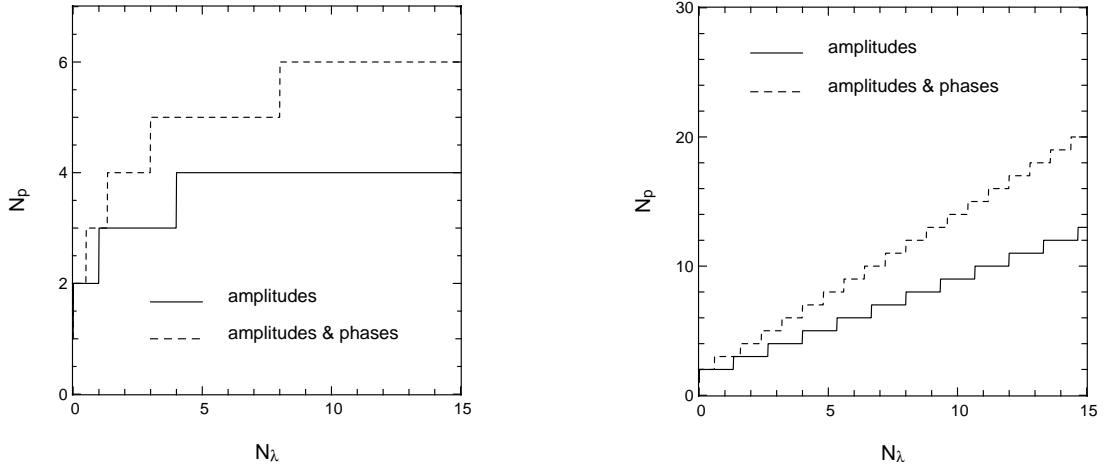 6
4
2
0
N_p
amplitudes
amplitudes & phases
0 5 10 15
N_λ
30
20
10
0
N_p
amplitudes
amplitudes & phases
0 5 10 15
N_λ